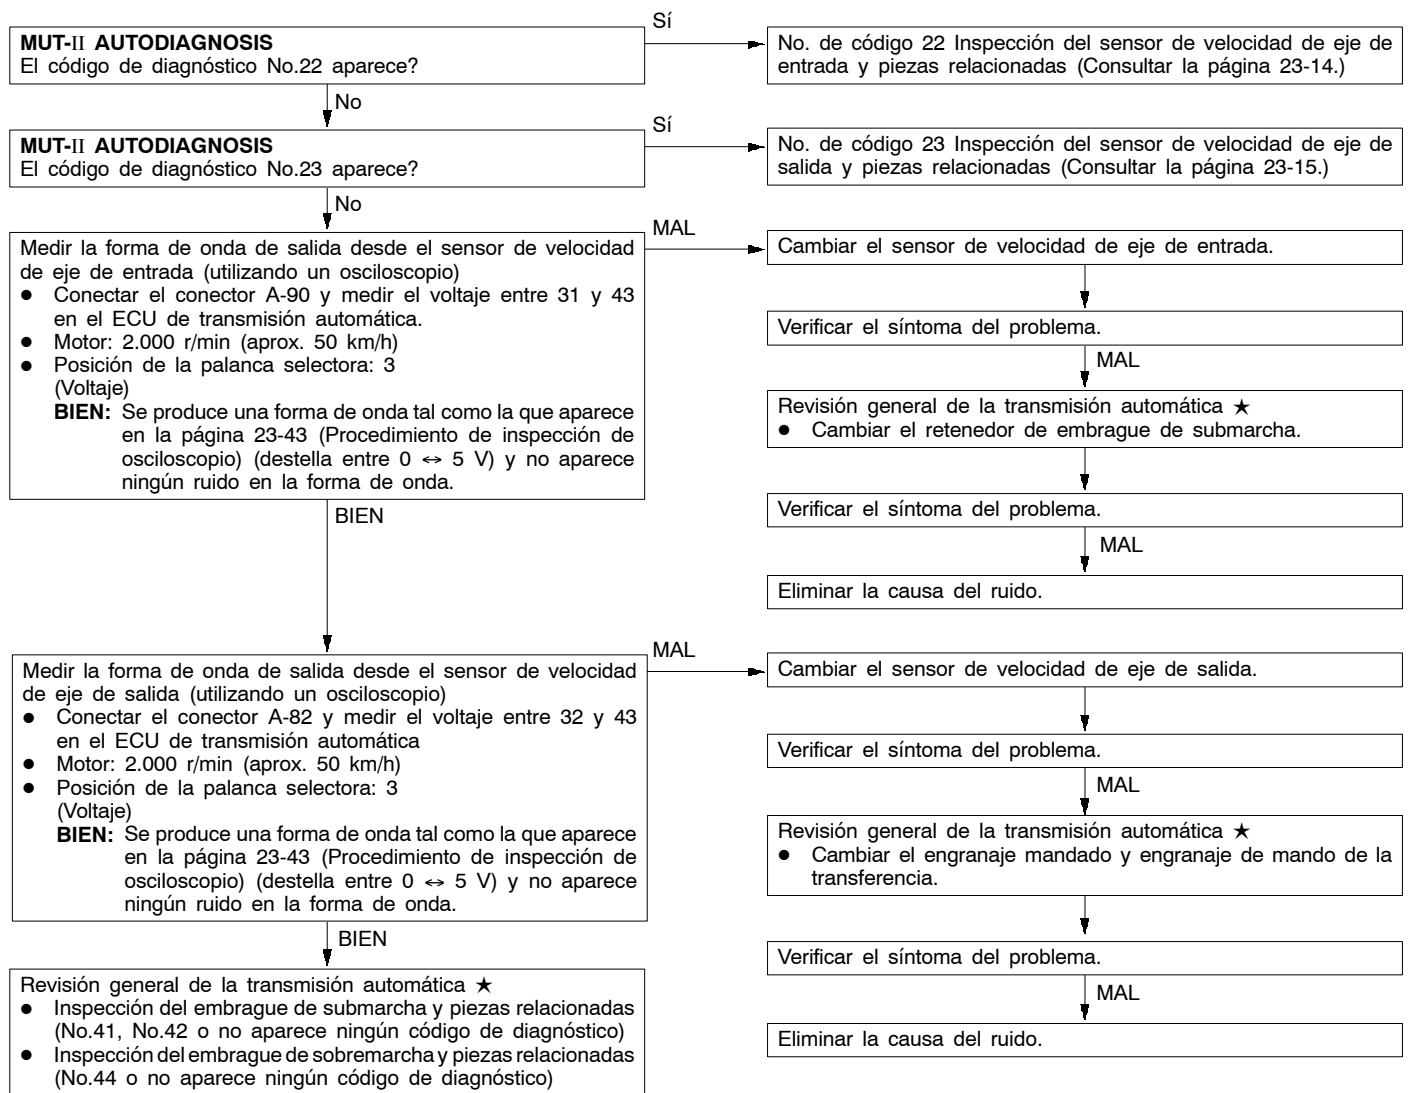 MUT-II AUTODIAGNOSIS
El código de diagnóstico No.22 aparece?
Sí
No. de código 22 Inspección del sensor de velocidad de eje de
entrada y piezas relacionadas (Consultar la página 23-14.)
No
MUT-II AUTODIAGNOSIS
El código de diagnóstico No.23 aparece?
Sí
No. de código 23 Inspección del sensor de velocidad de eje de
salida y piezas relacionadas (Consultar la página 23-15.)
No
Medir la forma de onda de salida desde el sensor de velocidad
de eje de entrada (utilizando un osciloscopio)
● Conectar el conector A-90 y medir el voltaje entre 31 y 43
en el ECU de transmisión automática.
● Motor: 2.000 r/min (aprox. 50 km/h)
● Posición de la palanca selectora: 3
(Voltaje)
BIEN: Se produce una forma de onda tal como la que aparece
en la página 23-43 (Procedimiento de inspección de
osciloscopio) (destella entre 0 ↔ 5 V) y no aparece
ningún ruido en la forma de onda.
MAL
Cambiar el sensor de velocidad de eje de entrada.
Verificar el síntoma del problema.
MAL
Revisión general de la transmisión automática ★
● Cambiar el retenedor de embrague de submarcha.
Verificar el síntoma del problema.
MAL
Eliminar la causa del ruido.
BIEN
Medir la forma de onda de salida desde el sensor de velocidad
de eje de salida (utilizando un osciloscopio)
● Conectar el conector A-82 y medir el voltaje entre 32 y 43
en el ECU de transmisión automática
● Motor: 2.000 r/min (aprox. 50 km/h)
● Posición de la palanca selectora: 3
(Voltaje)
BIEN: Se produce una forma de onda tal como la que aparece
en la página 23-43 (Procedimiento de inspección de
osciloscopio) (destella entre 0 ↔ 5 V) y no aparece
ningún ruido en la forma de onda.
MAL
Cambiar el sensor de velocidad de eje de salida.
Verificar el síntoma del problema.
MAL
Revisión general de la transmisión automática ★
● Cambiar el engranaje mandado y engranaje de mando de la
transferencia.
Verificar el síntoma del problema.
MAL
Eliminar la causa del ruido.
BIEN
Revisión general de la transmisión automática ★
● Inspección del embrague de submarcha y piezas relacionadas
(No.41, No.42 o no aparece ningún código de diagnóstico)
● Inspección del embrague de sobremarcha y piezas relacionadas
(No.44 o no aparece ningún código de diagnóstico)